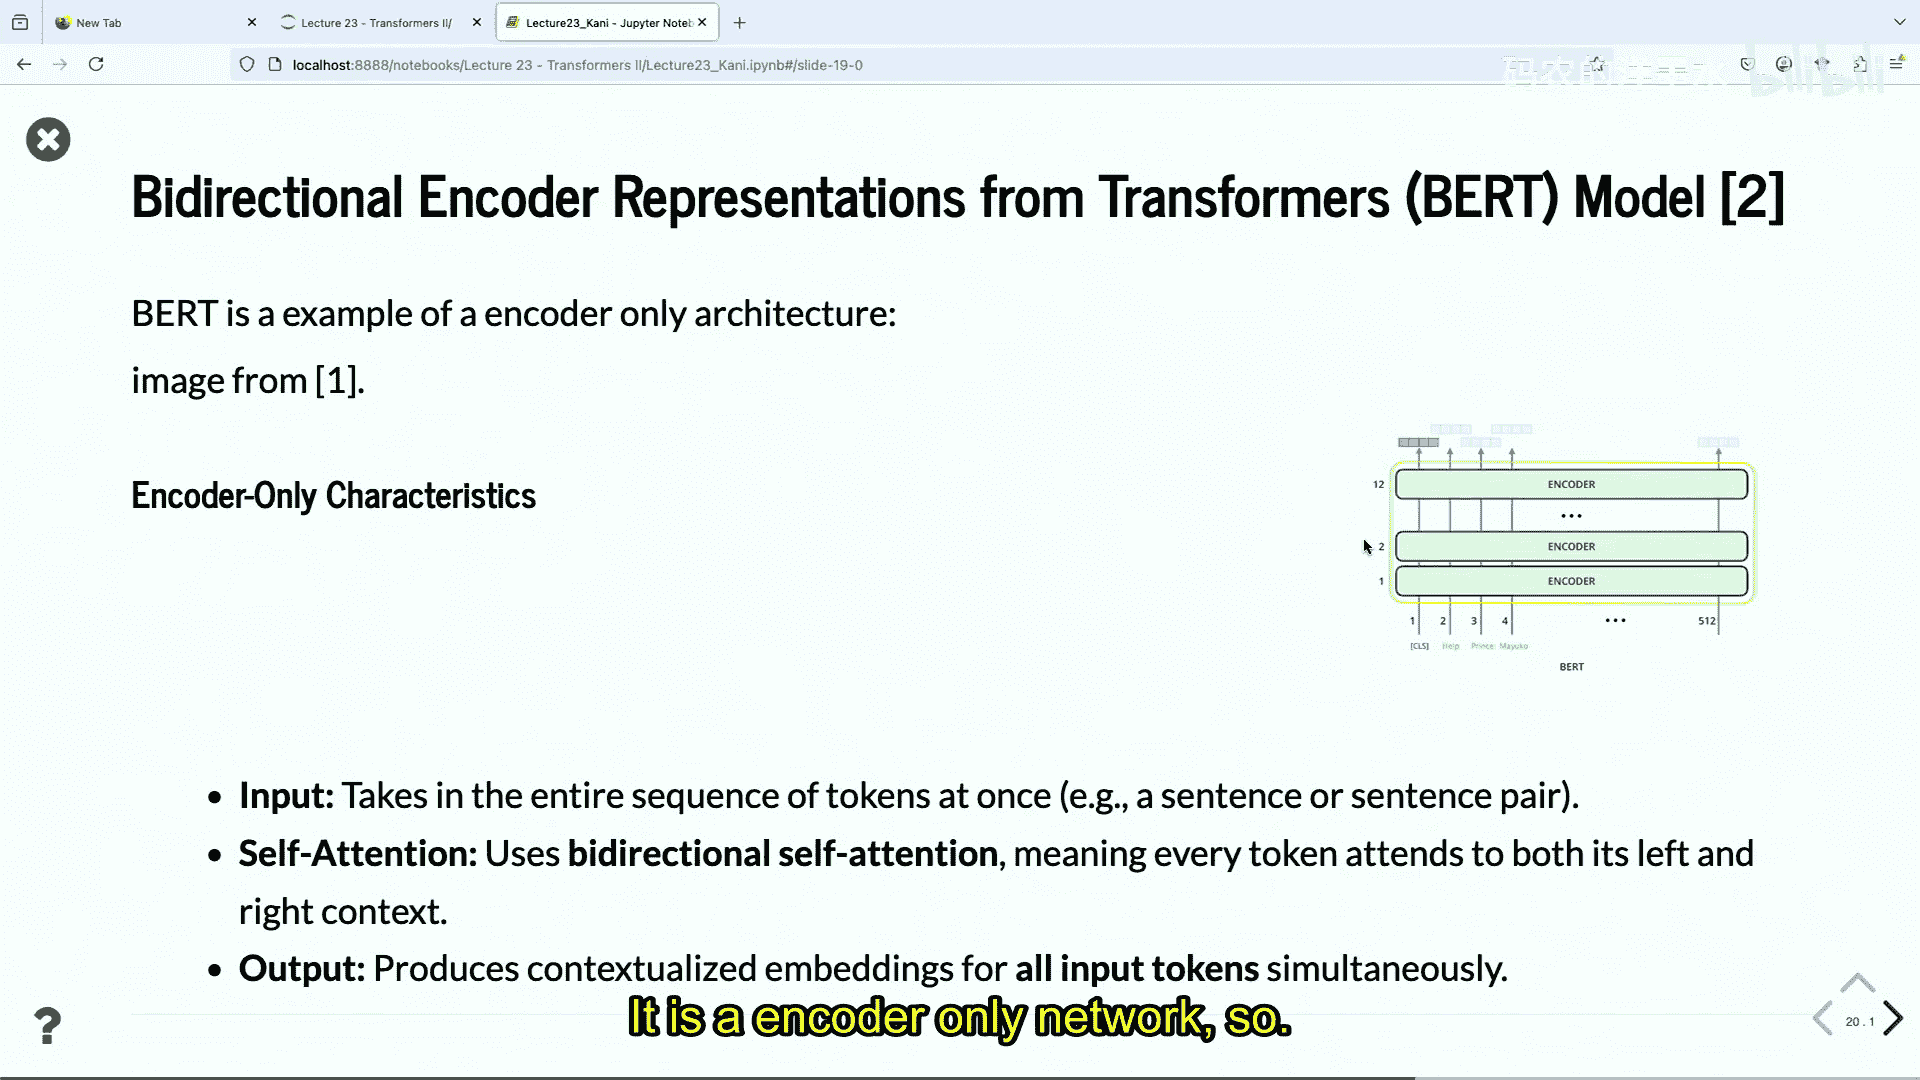 New Tab
Lecture 23 - Transformers II/
Lecture23_Kani - Jupyter Noteb
localhost:8888/notebooks/Lecture 23 - Transformers II/Lecture23_Kani.ipynb#/slide-19-0
Bidirectional Encoder Representations from Transformers (BERT) Model [2]
BERT is a example of a encoder only architecture:
image from [1].
Encoder-Only Characteristics
12 ENCODER
...
2 ENCODER
1 ENCODER
1 2 3 4 ... 512
[CLS] Help Prince Mayuko
BERT
• Input: Takes in the entire sequence of tokens at once (e.g., a sentence or sentence pair).
• Self-Attention: Uses bidirectional self-attention, meaning every token attends to both its left and
right context.
• Output: Produces contextualized embeddings for all input tokens simultaneously.
It is a encoder only network, so.
20.1
?